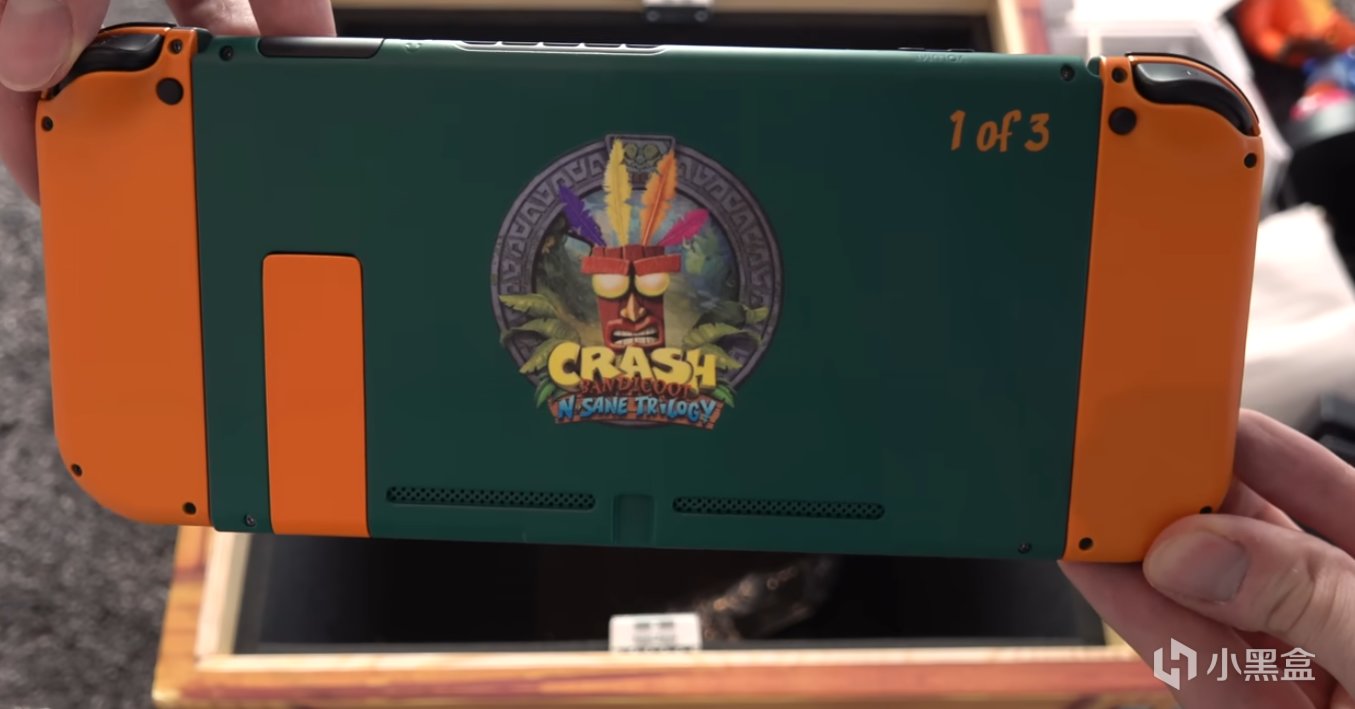 1 of 3
CRASH
BANDICOOT
N. SANE TRILOGY
小黑盒